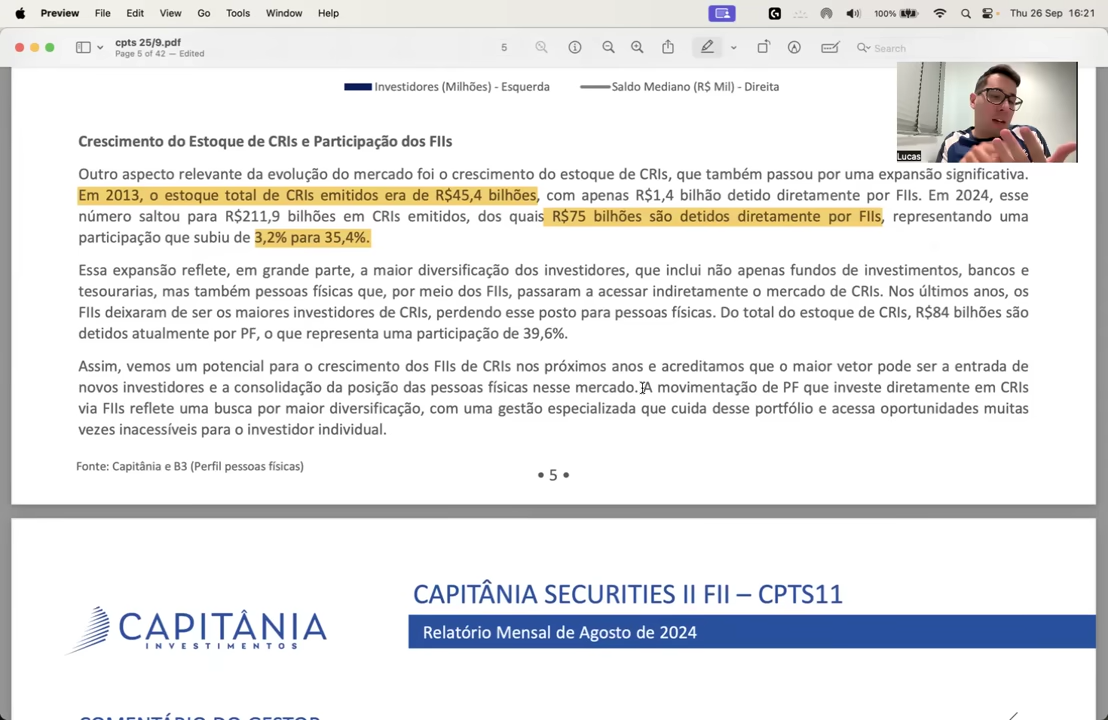 Preview File Edit View Go Tools Window Help 100% Thu 26 Sep 16:21
cpts 25/9.pdf
Page 5 of 42 — Edited
5
Search
Investidores (Milhões) - Esquerda Saldo Mediano (R$ Mil) - Direita
Lucas
Crescimento do Estoque de CRIs e Participação dos FIIs
Outro aspecto relevante da evolução do mercado foi o crescimento do estoque de CRIs, que também passou por uma expansão significativa.
Em 2013, o estoque total de CRIs emitidos era de R$45,4 bilhões, com apenas R$1,4 bilhão detido diretamente por FIIs. Em 2024, esse
número saltou para R$211,9 bilhões em CRIs emitidos, dos quais R$75 bilhões são detidos diretamente por FIIs, representando uma
participação que subiu de 3,2% para 35,4%.
Essa expansão reflete, em grande parte, a maior diversificação dos investidores, que inclui não apenas fundos de investimentos, bancos e
tesourarias, mas também pessoas físicas que, por meio dos FIIs, passaram a acessar indiretamente o mercado de CRIs. Nos últimos anos, os
FIIs deixaram de ser os maiores investidores de CRIs, perdendo esse posto para pessoas físicas. Do total do estoque de CRIs, R$84 bilhões são
detidos atualmente por PF, o que representa uma participação de 39,6%.
Assim, vemos um potencial para o crescimento dos FIIs de CRIs nos próximos anos e acreditamos que o maior vetor pode ser a entrada de
novos investidores e a consolidação da posição das pessoas físicas nesse mercado. A movimentação de PF que investe diretamente em CRIs
via FIIs reflete uma busca por maior diversificação, com uma gestão especializada que cuida desse portfólio e acessa oportunidades muitas
vezes inacessíveis para o investidor individual.
Fonte: Capitânia e B3 (Perfil pessoas físicas)
• 5 •
CAPITÂNIA SECURITIES II FII – CPTS11
CAPITÂNIA
INVESTIMENTOS
Relatório Mensal de Agosto de 2024
COMENTÁRIO DO GESTOR